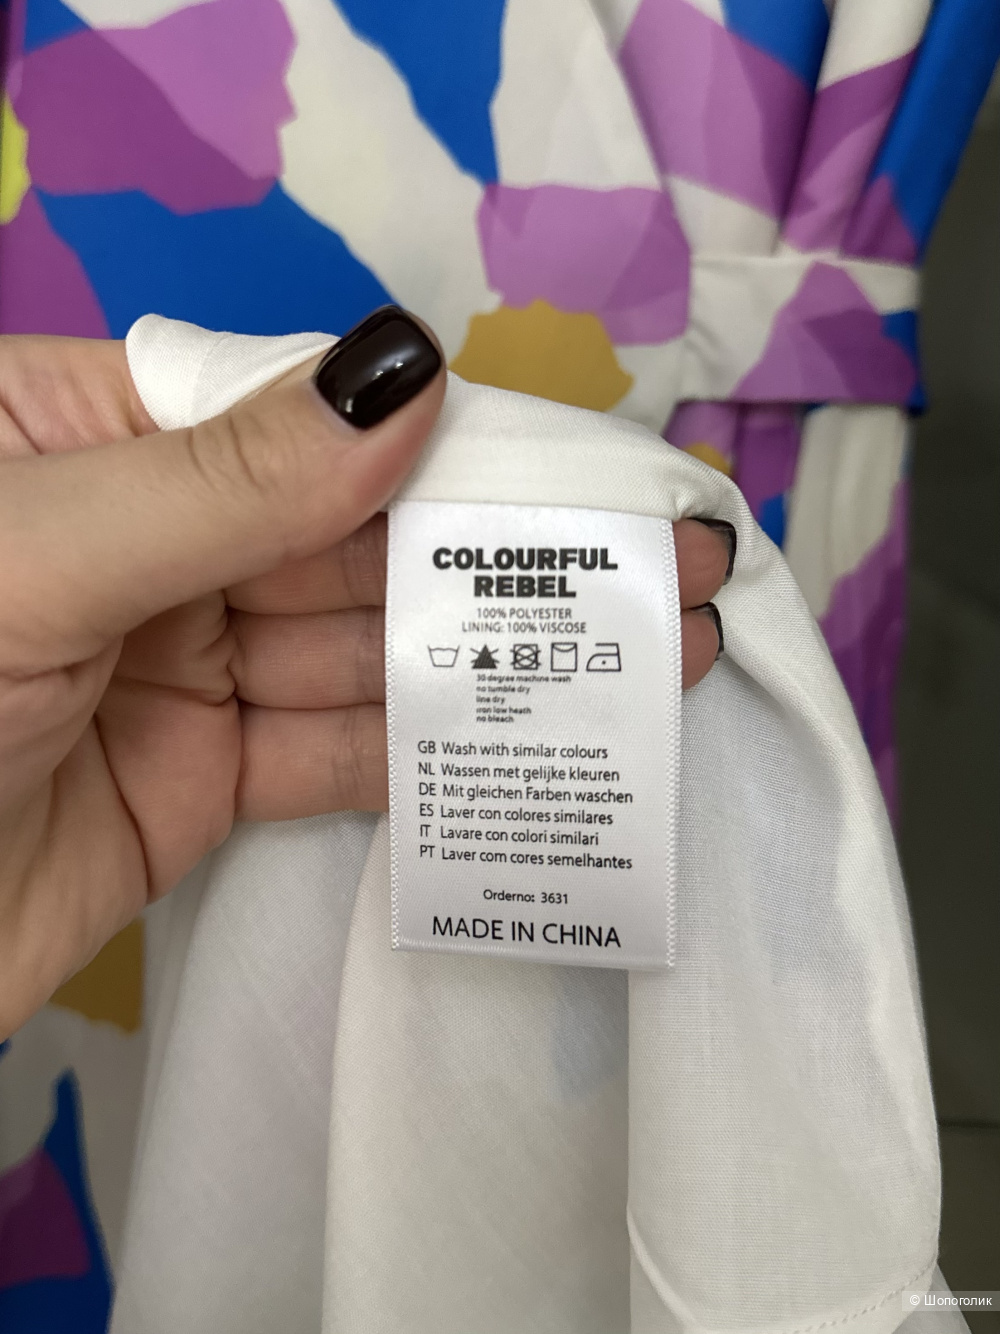 COLOURFUL
REBEL
100% POLYESTER
LINING: 100% VISCOSE
30 degree machine wash
no tumble dry
line dry
iron low heath
no bleach
GB Wash with similar colours
NL Wassen met gelijke kleuren
DE Mit gleichen Farben waschen
ES Laver con colores similares
IT Lavare con colori similari
PT Laver com cores semelhantes
Orderno: 3631
MADE IN CHINA
© Шопоголик